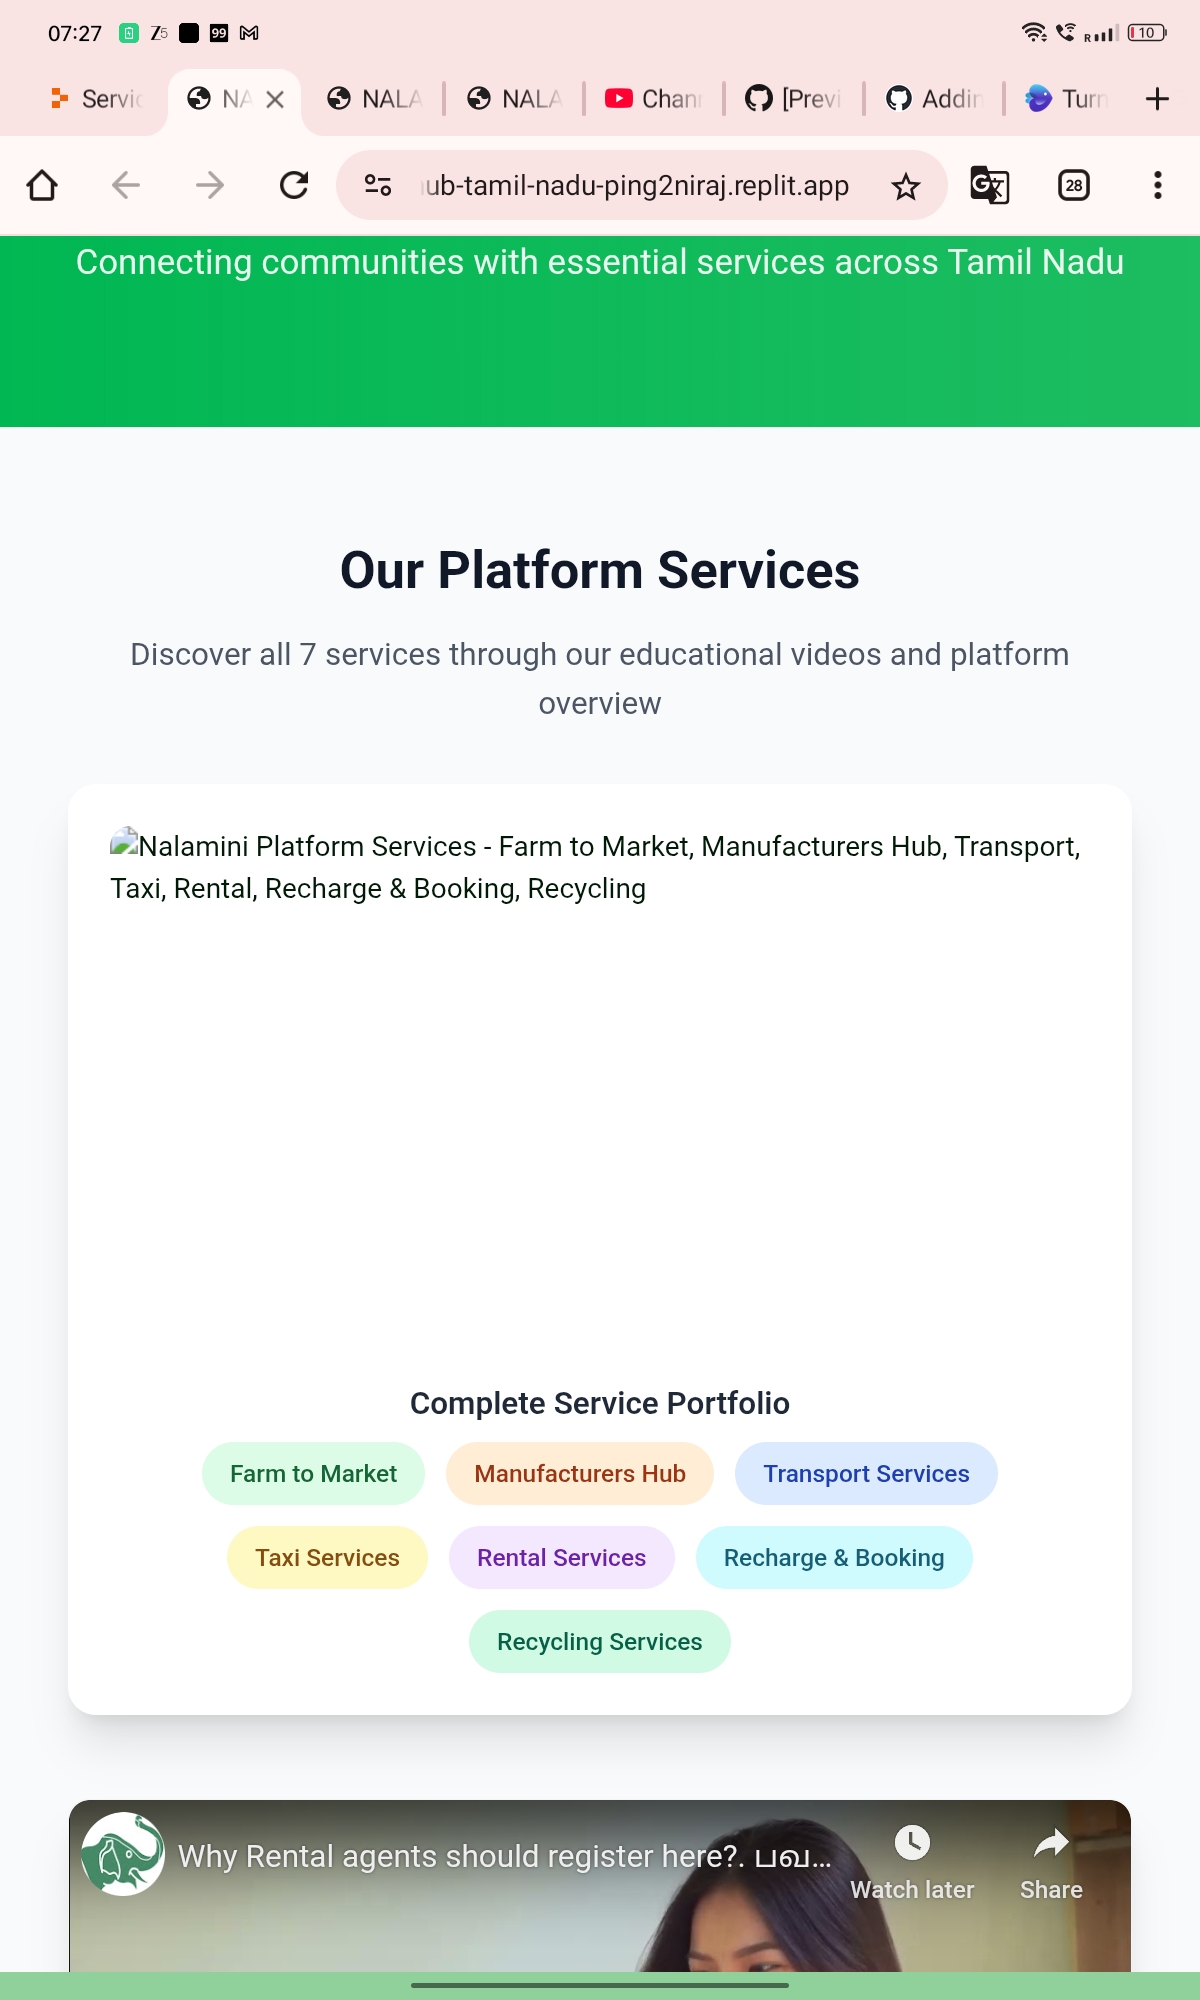 07:27
99
R
10
Servic
NA
NALA
NALA
Chan
[Previ
Addin
Turn
28
ub-tamil-nadu-ping2niraj.replit.app
Connecting communities with essential services across Tamil Nadu
Our Platform Services
Discover all 7 services through our educational videos and platform
overview
Nalamini Platform Services - Farm to Market, Manufacturers Hub, Transport,
Taxi, Rental, Recharge & Booking, Recycling
Complete Service Portfolio
Farm to Market
Manufacturers Hub
Transport Services
Taxi Services
Rental Services
Recharge & Booking
Recycling Services
Why Rental agents should register here?. பவ...
Watch later
Share